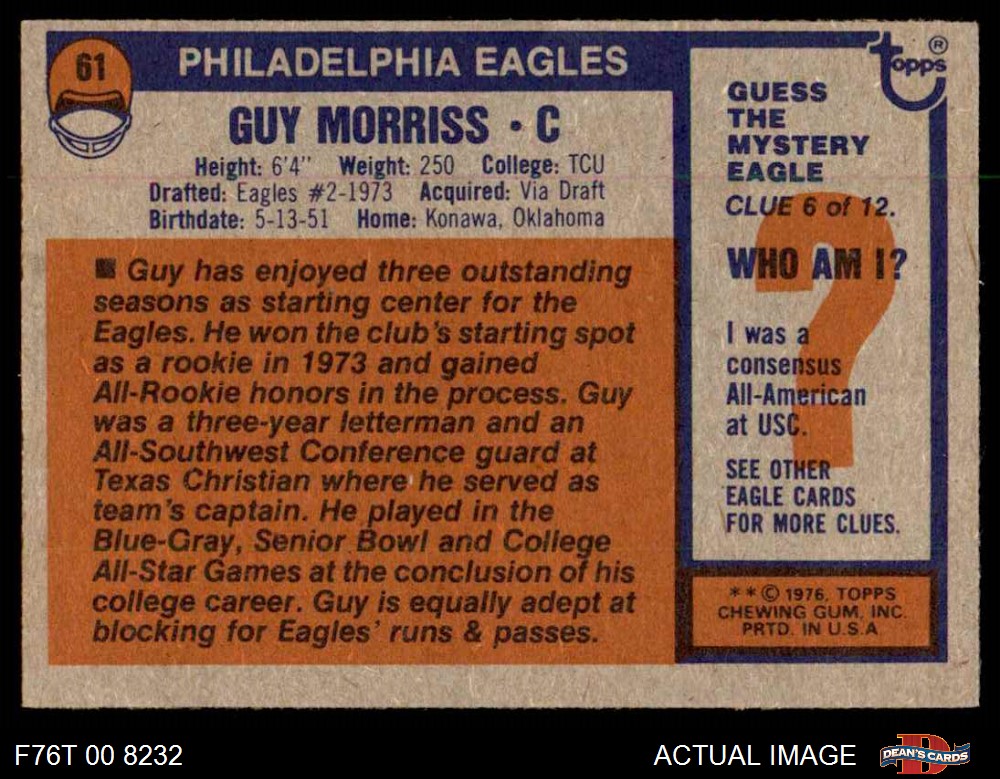 61
PHILADELPHIA EAGLES
topps ®
GUY MORRISS • C
Height: 6'4" Weight: 250 College: TCU
Drafted: Eagles #2-1973 Acquired: Via Draft
Birthdate: 5-13-51 Home: Konawa, Oklahoma
■ Guy has enjoyed three outstanding
seasons as starting center for the
Eagles. He won the club's starting spot
as a rookie in 1973 and gained
All-Rookie honors in the process. Guy
was a three-year letterman and an
All-Southwest Conference guard at
Texas Christian where he served as
team's captain. He played in the
Blue-Gray, Senior Bowl and College
All-Star Games at the conclusion of his
college career. Guy is equally adept at
blocking for Eagles' runs & passes.
GUESS
THE
MYSTERY
EAGLE
CLUE 6 of 12.
WHO AM I?
?
I was a
consensus
All-American
at USC.
SEE OTHER
EAGLE CARDS
FOR MORE CLUES.
**© 1976, TOPPS
CHEWING GUM, INC.
PRTD. IN U.S.A
F76T 00 8232
ACTUAL IMAGE
DEAN'S CARDS